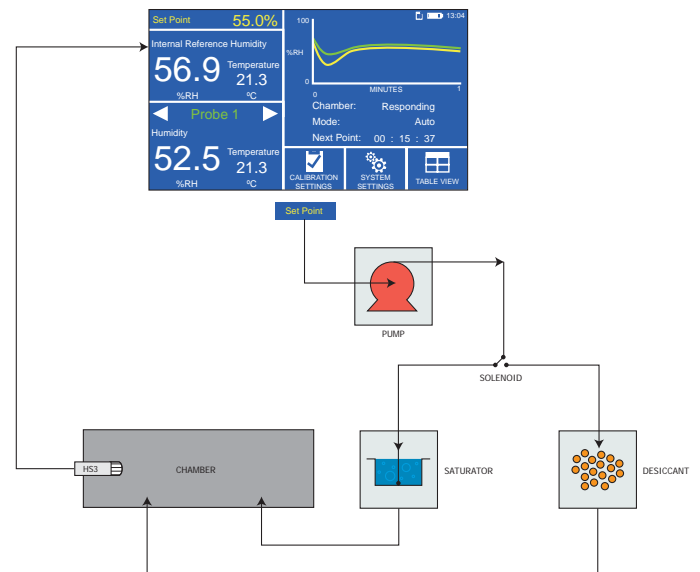 Set Point 55.0%
13:04
Internal Reference Humidity
56.9
Temperature
21.3
%RH
ºC
Probe 1
Humidity
52.5
Temperature
21.3
%RH
ºC
100
%RH
0
0
MINUTES
1
Chamber: Responding
Mode: Auto
Next Point: 00 : 15 : 37
CALIBRATION
SETTINGS
SYSTEM
SETTINGS
TABLE VIEW
Set Point
PUMP
SOLENOID
HS3
CHAMBER
SATURATOR
DESICCANT